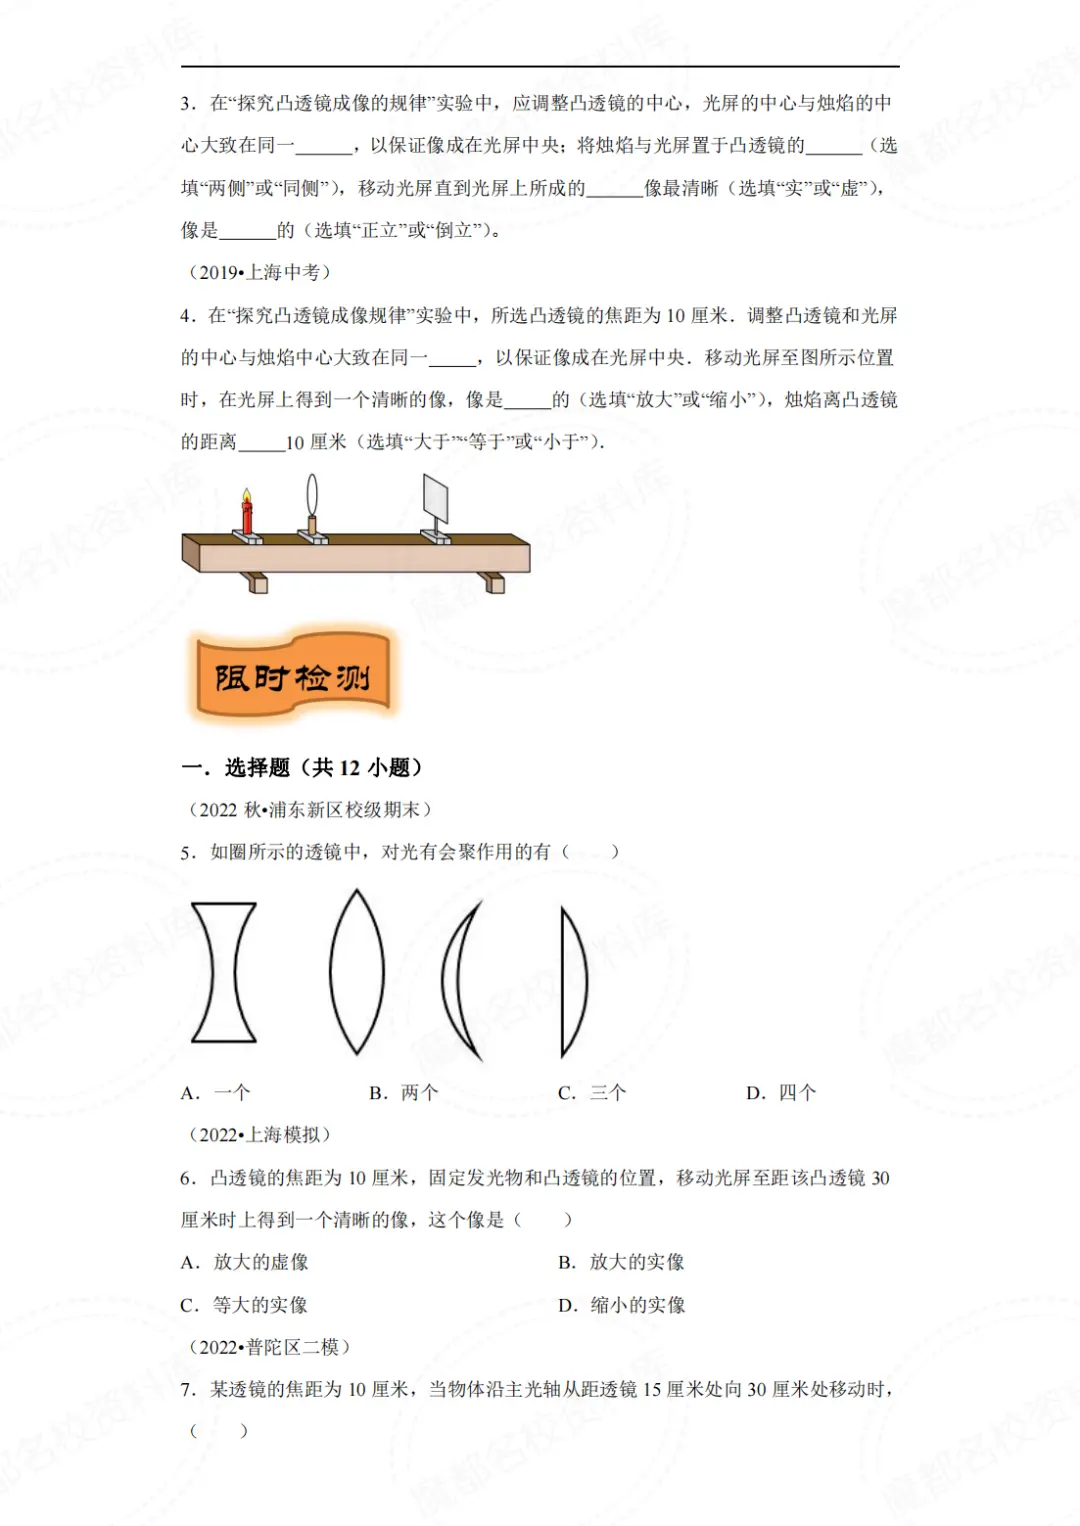 3．在“探究凸透镜成像的规律”实验中，应调整凸透镜的中心，光屏的中心与烛焰的中
心大致在同一______，以保证像成在光屏中央；将烛焰与光屏置于凸透镜的______（选
填“两侧”或“同侧”），移动光屏直到光屏上所成的______像最清晰（选填“实”或“虚”），
像是______的（选填“正立”或“倒立”）。
（2019•上海中考）
4．在“探究凸透镜成像规律”实验中，所选凸透镜的焦距为 10 厘米．调整凸透镜和光屏
的中心与烛焰中心大致在同一_____，以保证像成在光屏中央．移动光屏至图所示位置
时，在光屏上得到一个清晰的像，像是_____的（选填“放大”或“缩小”），烛焰离凸透镜
的距离_____10 厘米（选填“大于”“等于”或“小于”）.
限时检测
一．选择题（共 12 小题）
（2022 秋•浦东新区校级期末）
5．如圈所示的透镜中，对光有会聚作用的有（　　）
A．一个 B．两个 C．三个 D．四个
（2022•上海模拟）
6．凸透镜的焦距为 10 厘米，固定发光物和凸透镜的位置，移动光屏至距该凸透镜 30
厘米时上得到一个清晰的像，这个像是（　　）
A．放大的虚像 B．放大的实像
C．等大的实像 D．缩小的实像
（2022•普陀区二模）
7．某透镜的焦距为 10 厘米，当物体沿主光轴从距透镜 15 厘米处向 30 厘米处移动时，
（　　）
魔都名校资料库